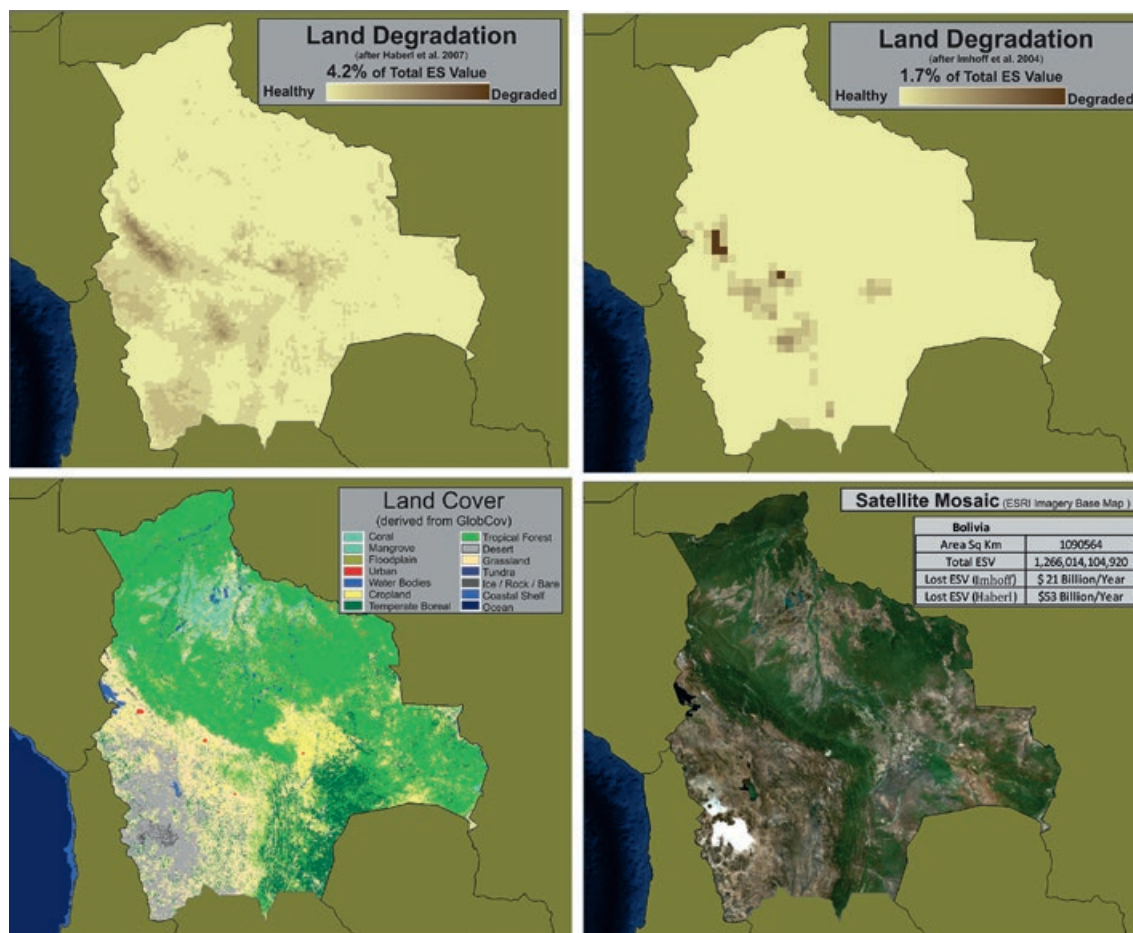 Land Degradation
(after Haberl et al. 2007)
4.2% of Total ES Value
Healthy
Degraded
Land Degradation
(after Imhoff et al. 2004)
1.7% of Total ES Value
Healthy
Degraded
Land Cover
(derived from GlobCov)
Coral
Mangrove
Floodplain
Urban
Water Bodies
Cropland
Temperate Boreal
Tropical Forest
Desert
Grassland
Tundra
Ice / Rock / Bare
Coastal Shelf
Ocean
Satellite Mosaic (ESRI Imagery Base Map )
Bolivia
Area Sq Km 1090564
Total ESV 1,266,014,104,920
Lost ESV (Imhoff) $ 21 Billion/Year
Lost ESV (Haberl) $53 Billion/Year